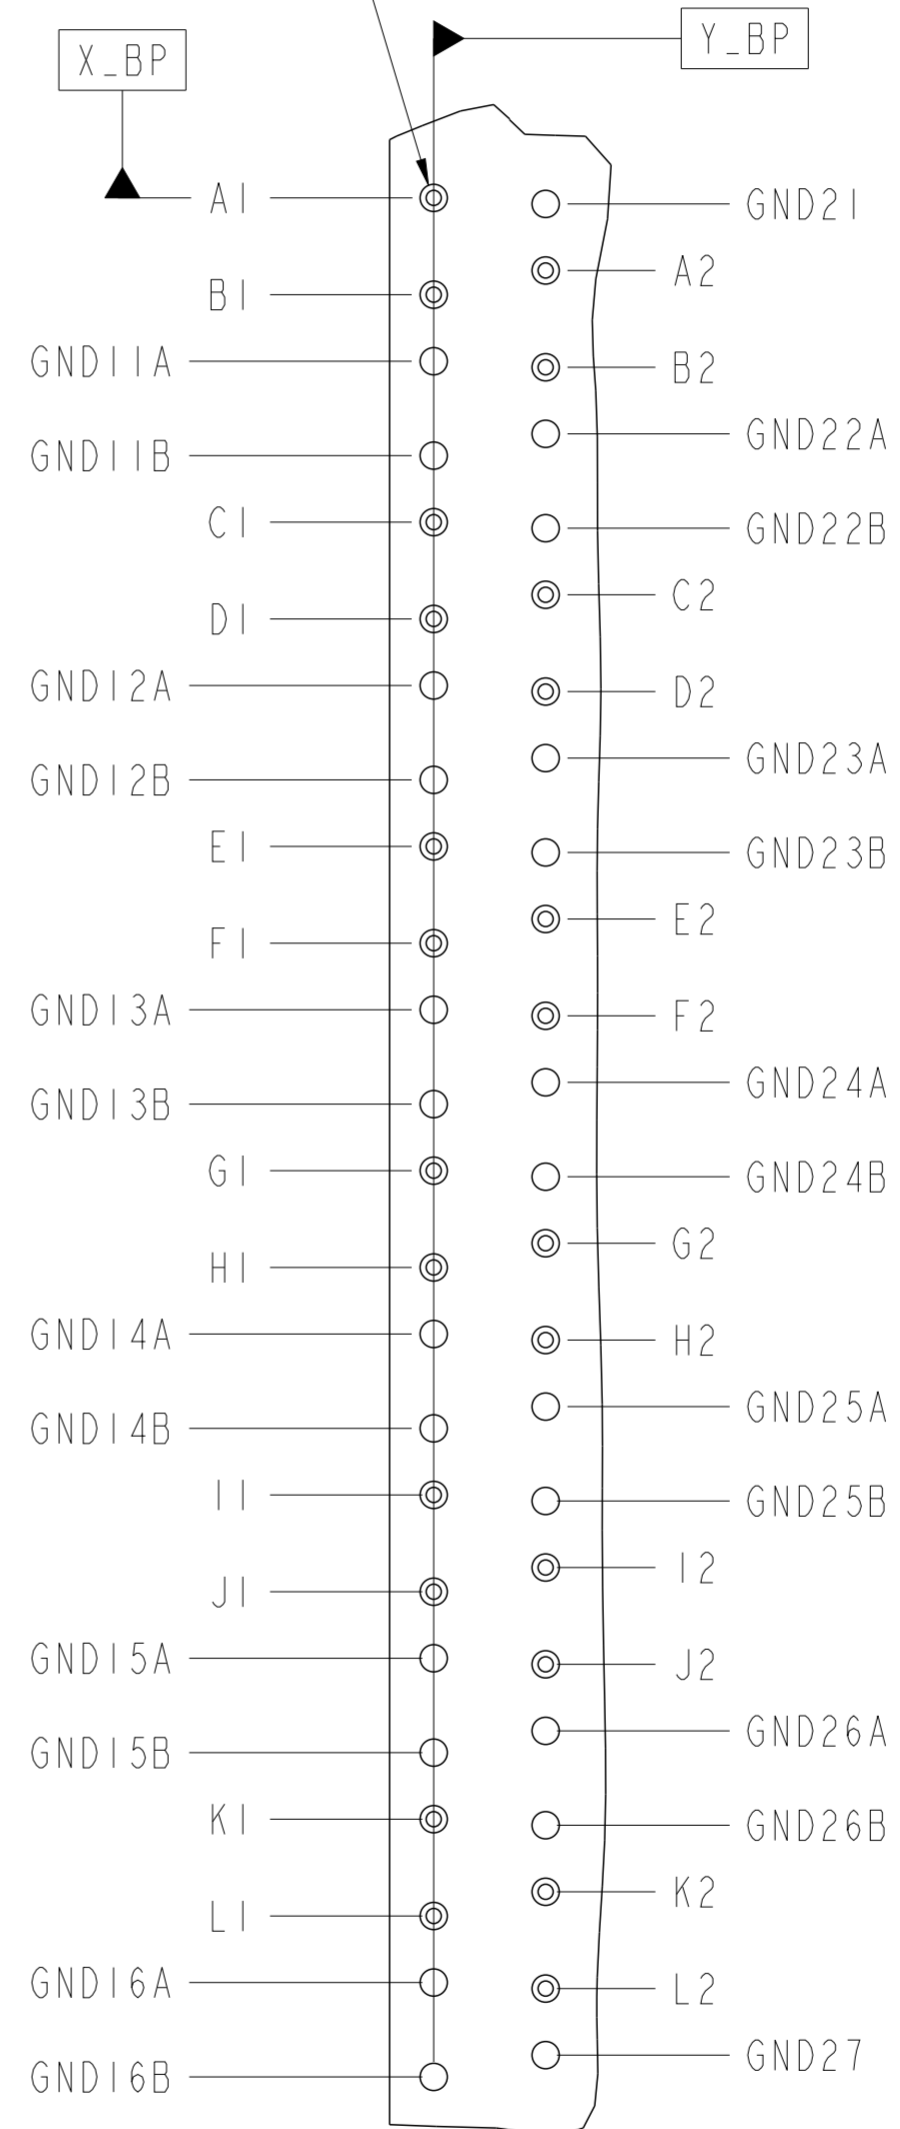 X_BP
Y_BP
A1
GND21
A2
B1
GND11A
B2
GND22A
GND11B
C1
GND22B
C2
D1
GND12A
D2
GND23A
GND12B
E1
GND23B
E2
F1
GND13A
F2
GND24A
GND13B
G1
GND24B
G2
H1
GND14A
H2
GND25A
GND14B
I1
GND25B
I2
J1
GND15A
J2
GND26A
GND15B
K1
GND26B
K2
L1
GND16A
L2
GND27
GND16B